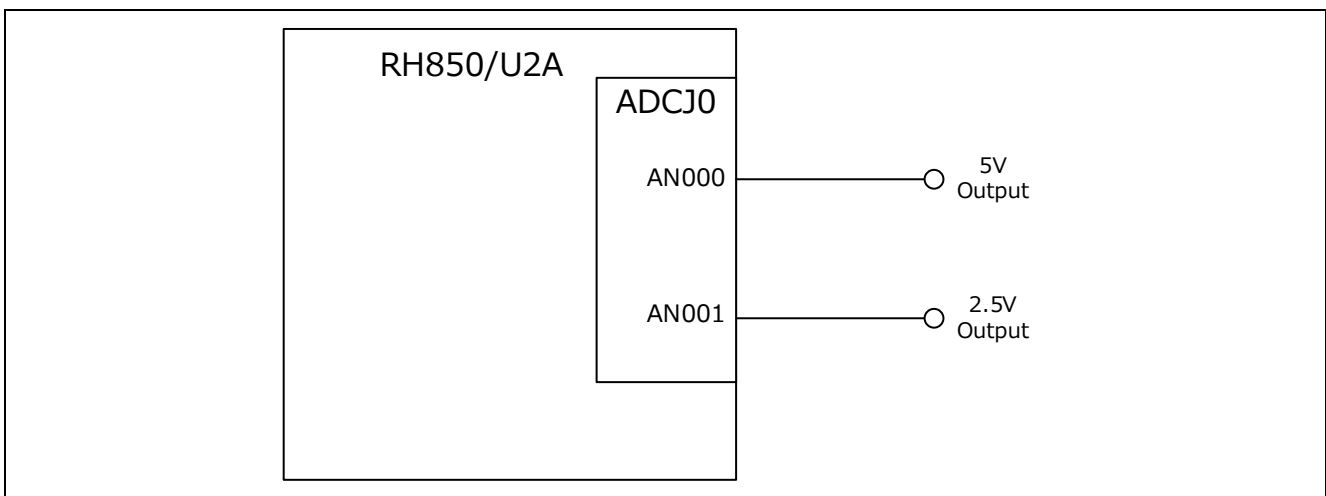 RH850/U2A
ADCJ0
AN000
5V
Output
AN001
2.5V
Output